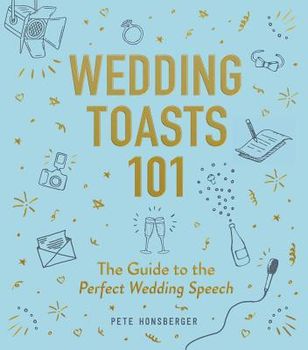 WEDDING
TOASTS
101
The Guide to the
Perfect Wedding Speech
PETE HONSBERGER